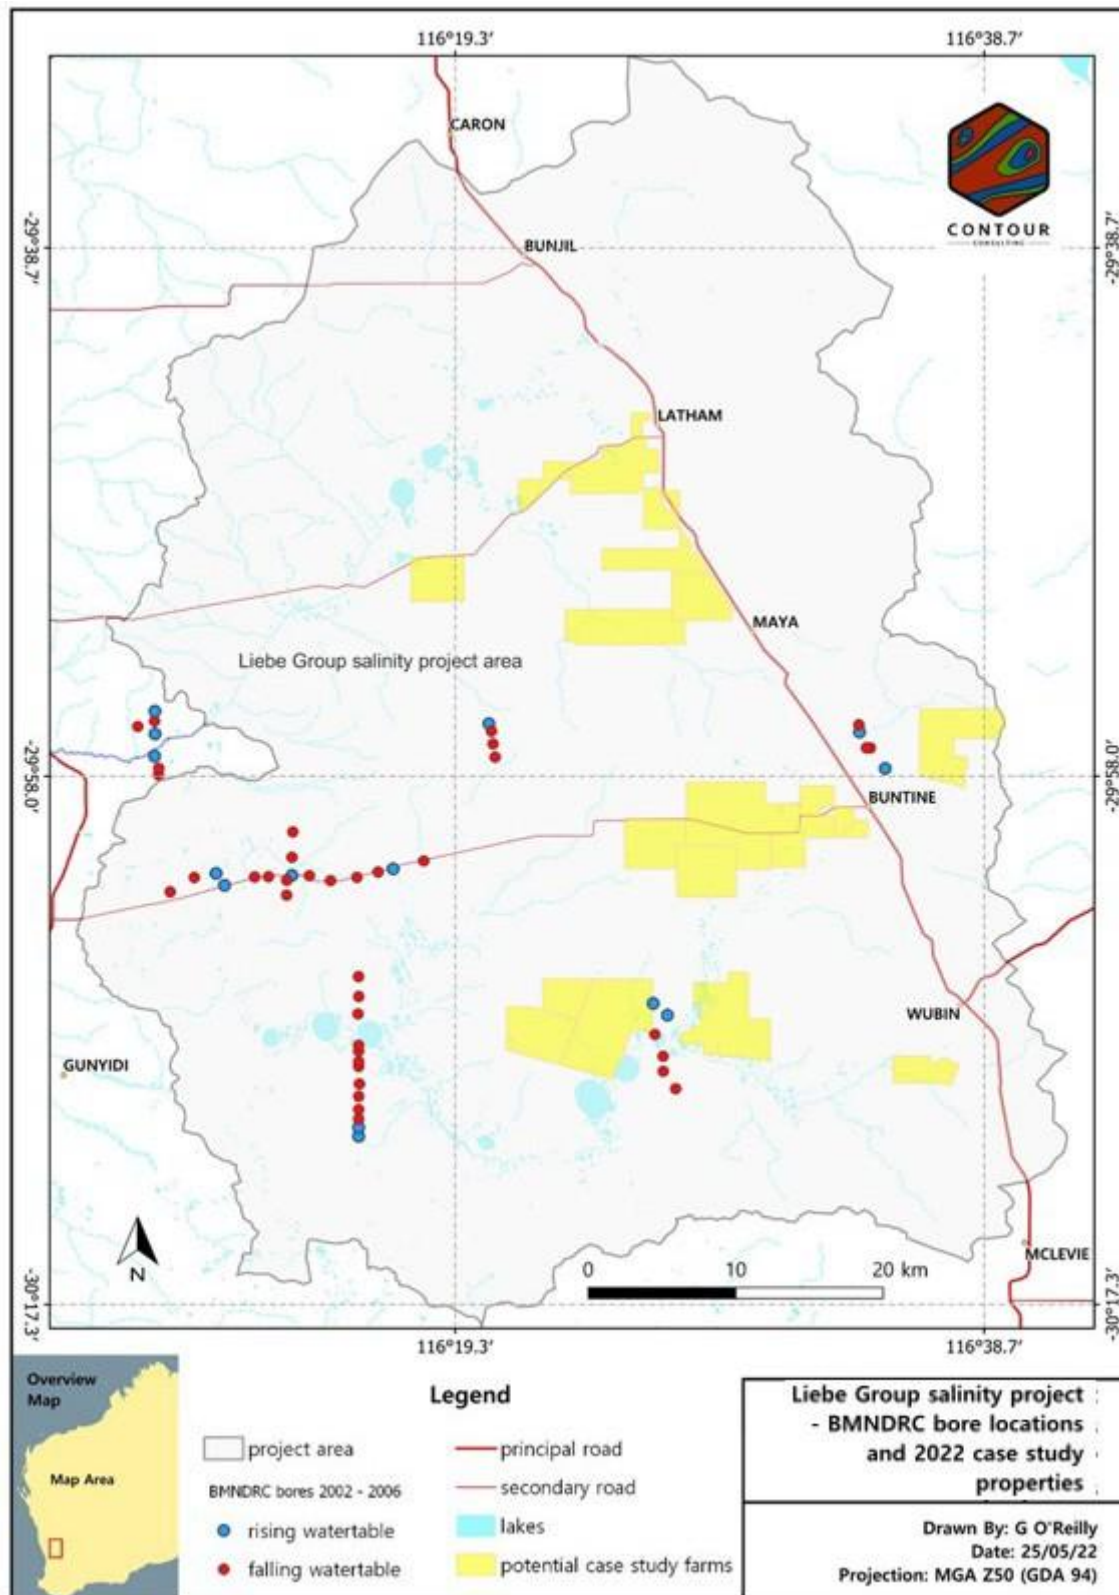 116°19.3'
116°38.7'
CARON
CONTOUR
CONSULTING
-29°38.7'
BUNJIL
-29°38.7'
LATHAM
MAYA
Liebe Group salinity project area
-29°58.0'
-29°58.0'
BUNTINE
WUBIN
GUNYIDI
MCLEVIE
N
0 10 20 km
-30°17.3'
-30°17.3'
116°19.3'
116°38.7'
Overview
Map
Map Area
Legend
project area
BMNDRC bores 2002 - 2006
rising watertable
falling watertable
principal road
secondary road
lakes
potential case study farms
Liebe Group salinity project
- BMNDRC bore locations
and 2022 case study
properties
Drawn By: G O'Reilly
Date: 25/05/22
Projection: MGA Z50 (GDA 94)